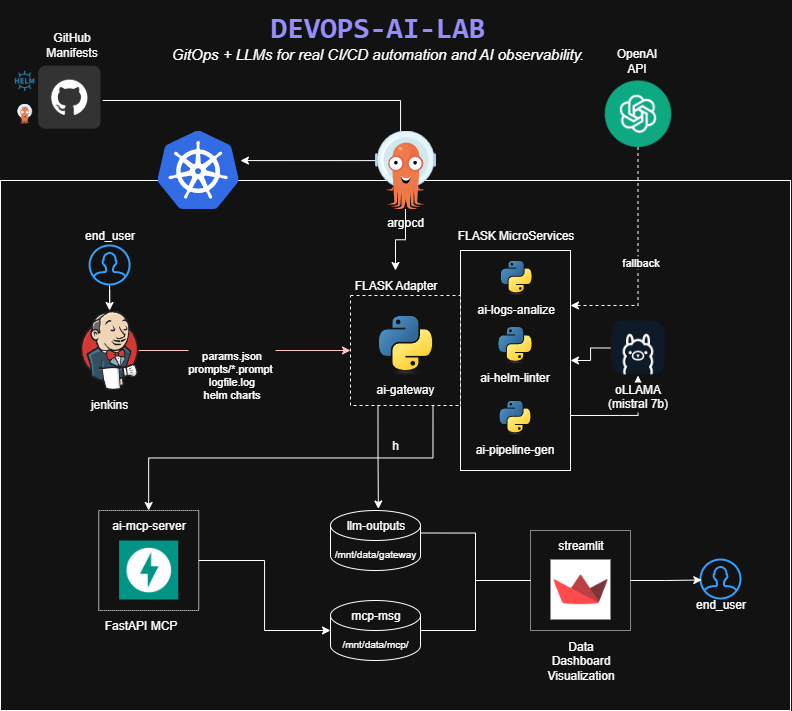 DEVOPS-AI-LAB
GitOps + LLMs for real CI/CD automation and AI observability.
GitHub
Manifests
HELM
OpenAI
API
argocd
end_user
FLASK MicroServices
FLASK Adapter
fallback
ai-logs-analize
ai-gateway
ai-helm-linter
params.json
prompts/*.prompt
logfile.log
helm charts
jenkins
oLLAMA
(mistral 7b)
ai-pipeline-gen
h
ai-mcp-server
FastAPI MCP
llm-outputs
/mnt/data/gateway
mcp-msg
/mnt/data/mcp/
streamlit
Data
Dashboard
Visualization
end_user